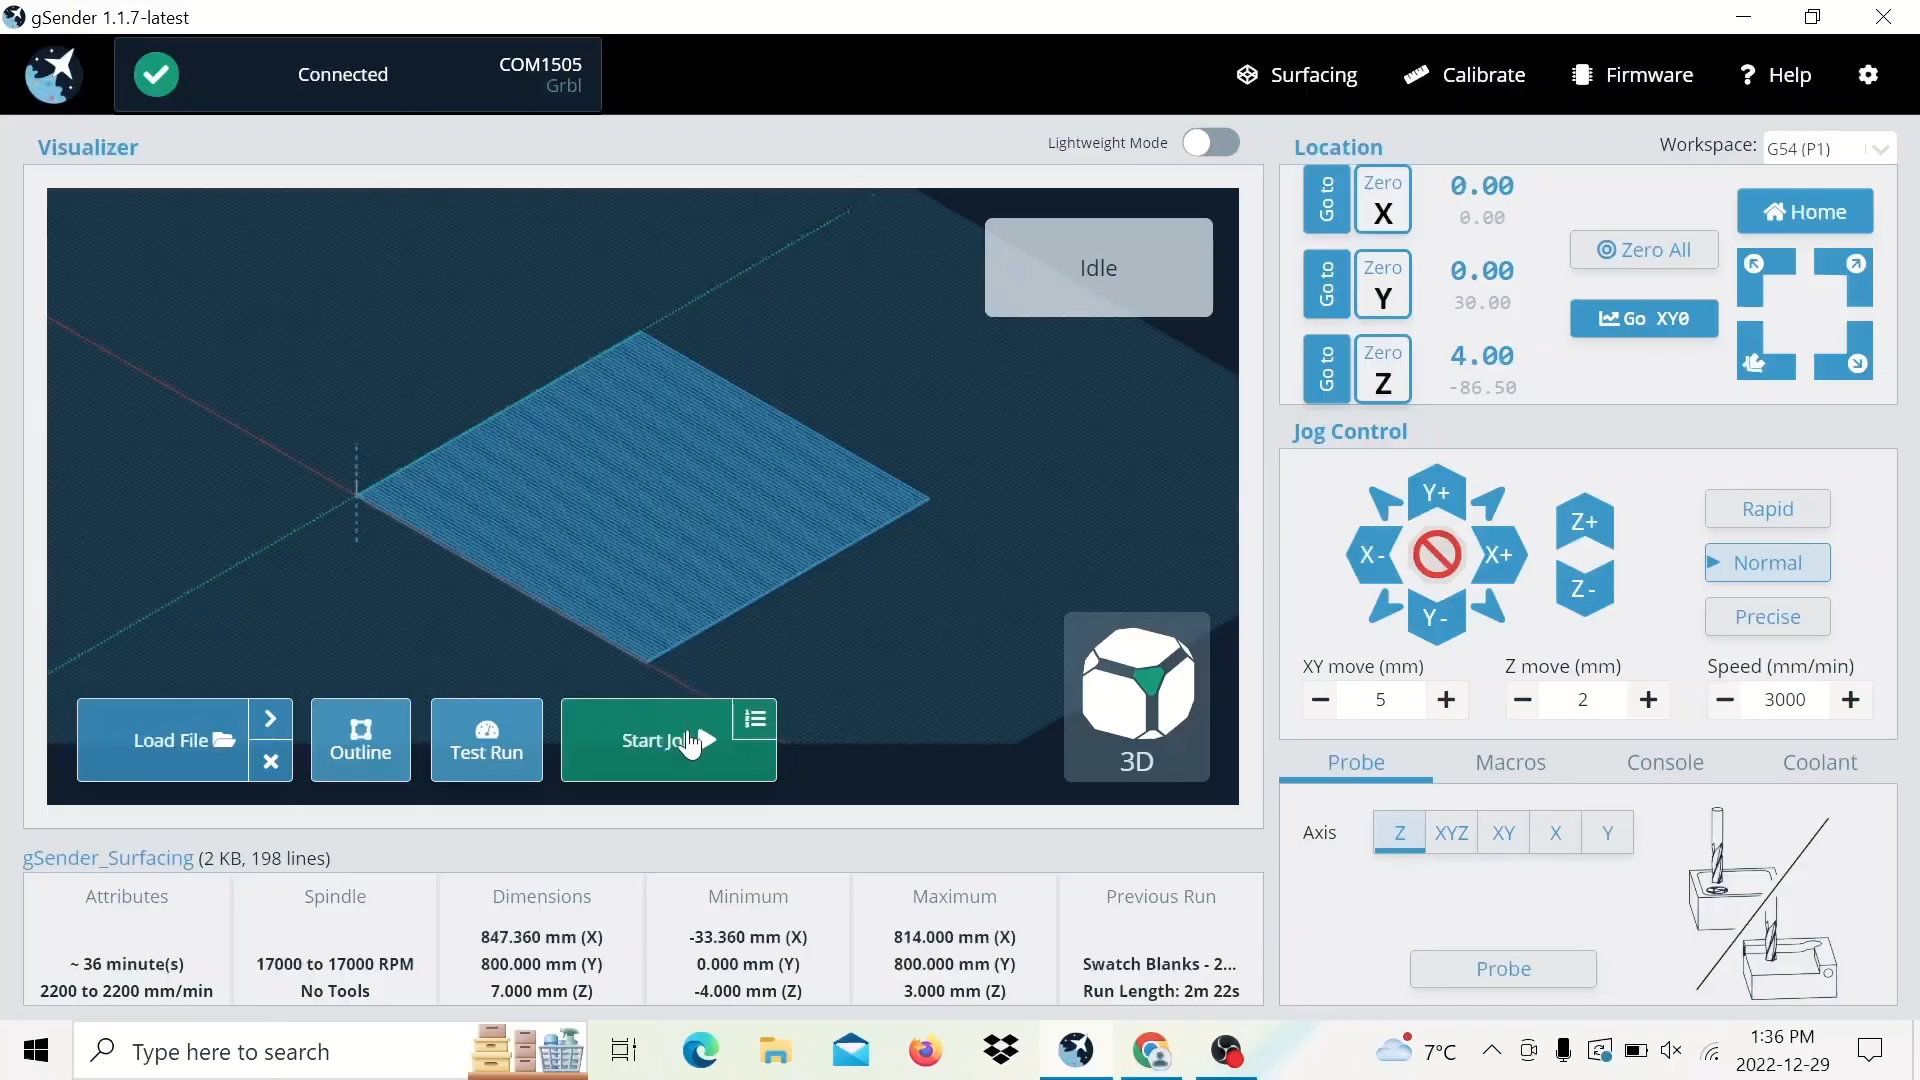 gSender 1.1.7-latest
Connected
COM1505
Grbl
Surfacing
Calibrate
Firmware
Help
Visualizer
Lightweight Mode
Idle
3D
Load File
Outline
Test Run
Start Jo
Location
Workspace:
G54 (P1)
Go to
Zero
X
0.00
0.00
Go to
Zero
Y
0.00
30.00
Go to
Zero
Z
4.00
-86.50
Zero All
Go XY0
Home
Jog Control
Y+
X-
X+
Y-
Z+
Z-
Rapid
Normal
Precise
XY move (mm)
Z move (mm)
Speed (mm/min)
5
2
3000
Probe
Macros
Console
Coolant
Axis
Z
XYZ
XY
X
Y
Probe
gSender_Surfacing (2 KB, 198 lines)
Attributes
~ 36 minute(s)
2200 to 2200 mm/min
Spindle
17000 to 17000 RPM
No Tools
Dimensions
847.360 mm (X)
800.000 mm (Y)
7.000 mm (Z)
Minimum
-33.360 mm (X)
0.000 mm (Y)
-4.000 mm (Z)
Maximum
814.000 mm (X)
800.000 mm (Y)
3.000 mm (Z)
Previous Run
Swatch Blanks - 2...
Run Length: 2m 22s
Type here to search
7°C
1:36 PM
2022-12-29